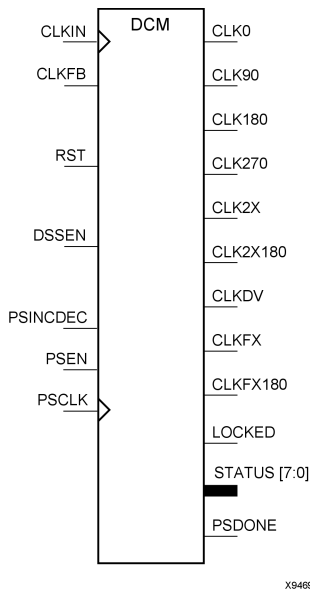 DCM
CLKIN
CLKFB
RST
DSSEN
PSINCDEC
PSEN
PSCLK
CLK0
CLK90
CLK180
CLK270
CLK2X
CLK2X180
CLKDV
CLKFX
CLKFX180
LOCKED
STATUS [7:0]
PSDONE
X9469